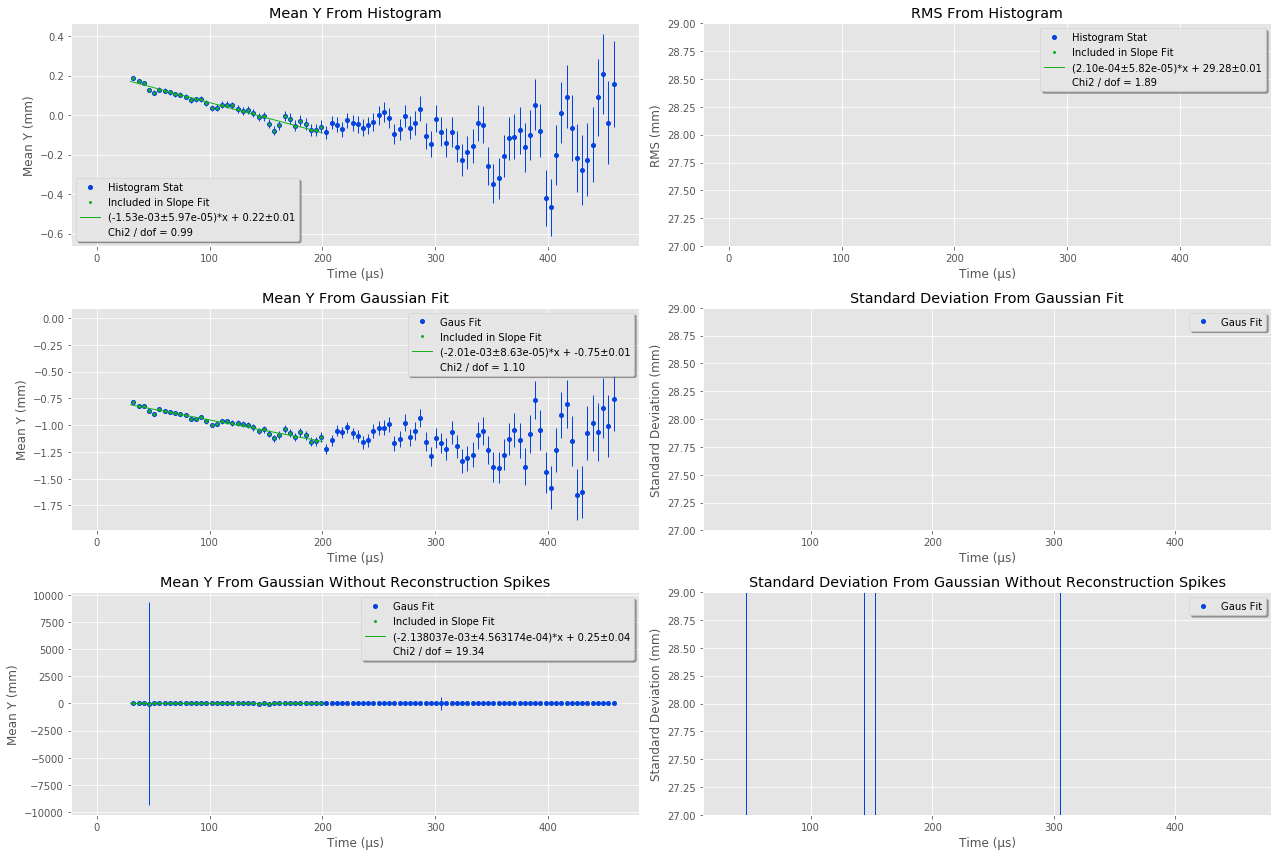 Mean Y From Histogram
0.4
0.2
0.0
−0.2
−0.4
−0.6
Mean Y (mm)
Histogram Stat
Included in Slope Fit
(-1.53e-03±5.97e-05)*x + 0.22±0.01
Chi2 / dof = 0.99
0 100 200 300 400
Time (μs)
RMS From Histogram
29.00
28.75
28.50
28.25
28.00
27.75
27.50
27.25
27.00
RMS (mm)
Histogram Stat
Included in Slope Fit
(2.10e-04±5.82e-05)*x + 29.28±0.01
Chi2 / dof = 1.89
0 100 200 300 400
Time (μs)
Mean Y From Gaussian Fit
0.00
−0.25
−0.50
−0.75
−1.00
−1.25
−1.50
−1.75
Mean Y (mm)
Gaus Fit
Included in Slope Fit
(-2.01e-03±8.63e-05)*x + -0.75±0.01
Chi2 / dof = 1.10
0 100 200 300 400
Time (μs)
Standard Deviation From Gaussian Fit
29.00
28.75
28.50
28.25
28.00
27.75
27.50
27.25
27.00
Standard Deviation (mm)
Gaus Fit
100 200 300 400
Time (μs)
Mean Y From Gaussian Without Reconstruction Spikes
10000
7500
5000
2500
0
−2500
−5000
−7500
−10000
Mean Y (mm)
Gaus Fit
Included in Slope Fit
(-2.138037e-03±4.563174e-04)*x + 0.25±0.04
Chi2 / dof = 19.34
0 100 200 300 400
Time (μs)
Standard Deviation From Gaussian Without Reconstruction Spikes
29.00
28.75
28.50
28.25
28.00
27.75
27.50
27.25
27.00
Standard Deviation (mm)
Gaus Fit
100 200 300 400
Time (μs)